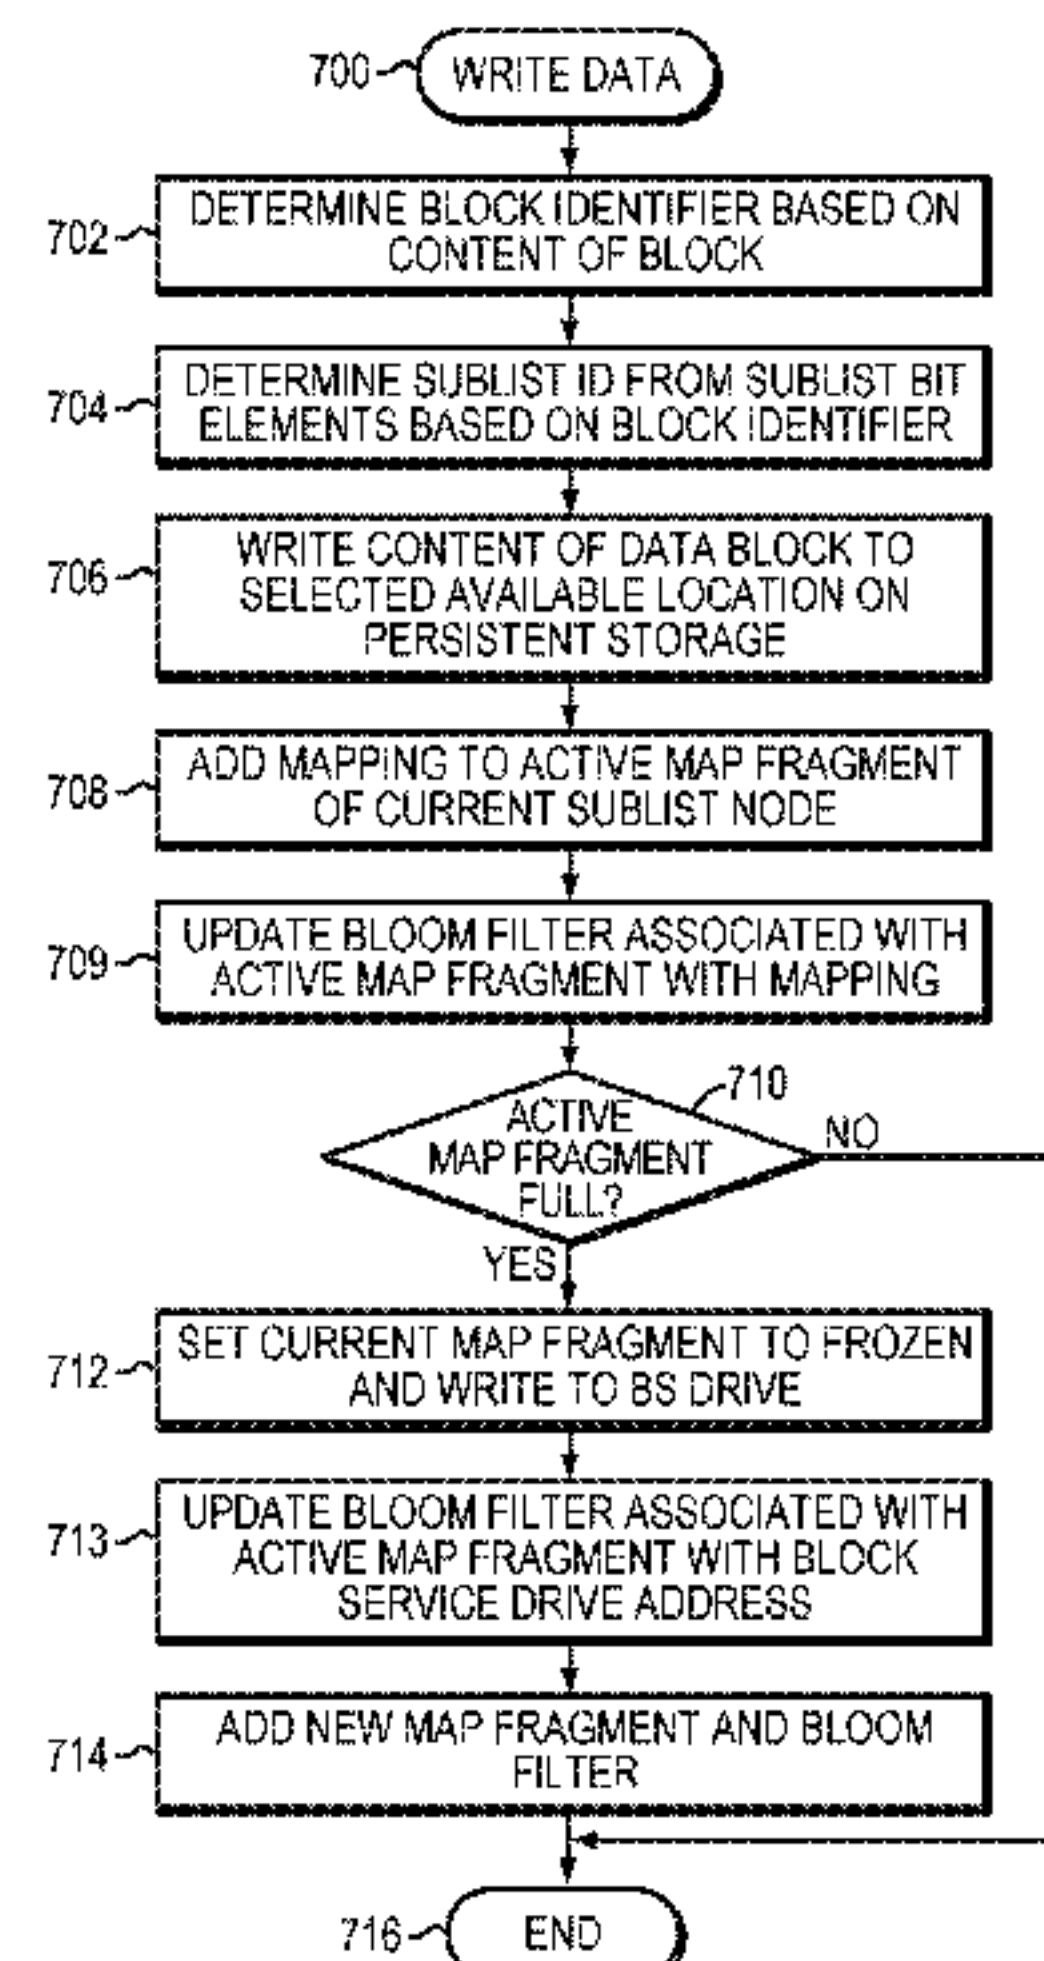 700 WRITE DATA
702 DETERMINE BLOCK IDENTIFIER BASED ON
CONTENT OF BLOCK
704 DETERMINE SUBLIST ID FROM SUBLIST BIT
ELEMENTS BASED ON BLOCK IDENTIFIER
706 WRITE CONTENT OF DATA BLOCK TO
SELECTED AVAILABLE LOCATION ON
PERSISTENT STORAGE
708 ADD MAPPING TO ACTIVE MAP FRAGMENT
OF CURRENT SUBLIST NODE
709 UPDATE BLOOM FILTER ASSOCIATED WITH
ACTIVE MAP FRAGMENT WITH MAPPING
710
ACTIVE
MAP FRAGMENT
FULL?
NO
YES
712 SET CURRENT MAP FRAGMENT TO FROZEN
AND WRITE TO BS DRIVE
713 UPDATE BLOOM FILTER ASSOCIATED WITH
ACTIVE MAP FRAGMENT WITH BLOCK
SERVICE DRIVE ADDRESS
714 ADD NEW MAP FRAGMENT AND BLOOM
FILTER
716 END